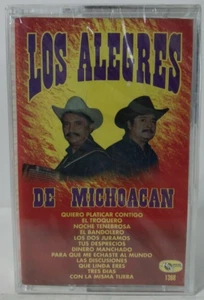 LOS ALEGRES
DE MICHOACAN
QUIERO PLATICAR CONTIGO
EL TROQUERO
NOCHE TENEBROSA
EL BANDOLERO
LOS DOS JURAMOS
TUS DESPRECIOS
DINERO MANCHADO
PARA QUE ME ECHASTE AL MUNDO
LAS DISCUSIONES
QUE LINDA ERES
TRES DIAS
CON LA MISMA TIJERA